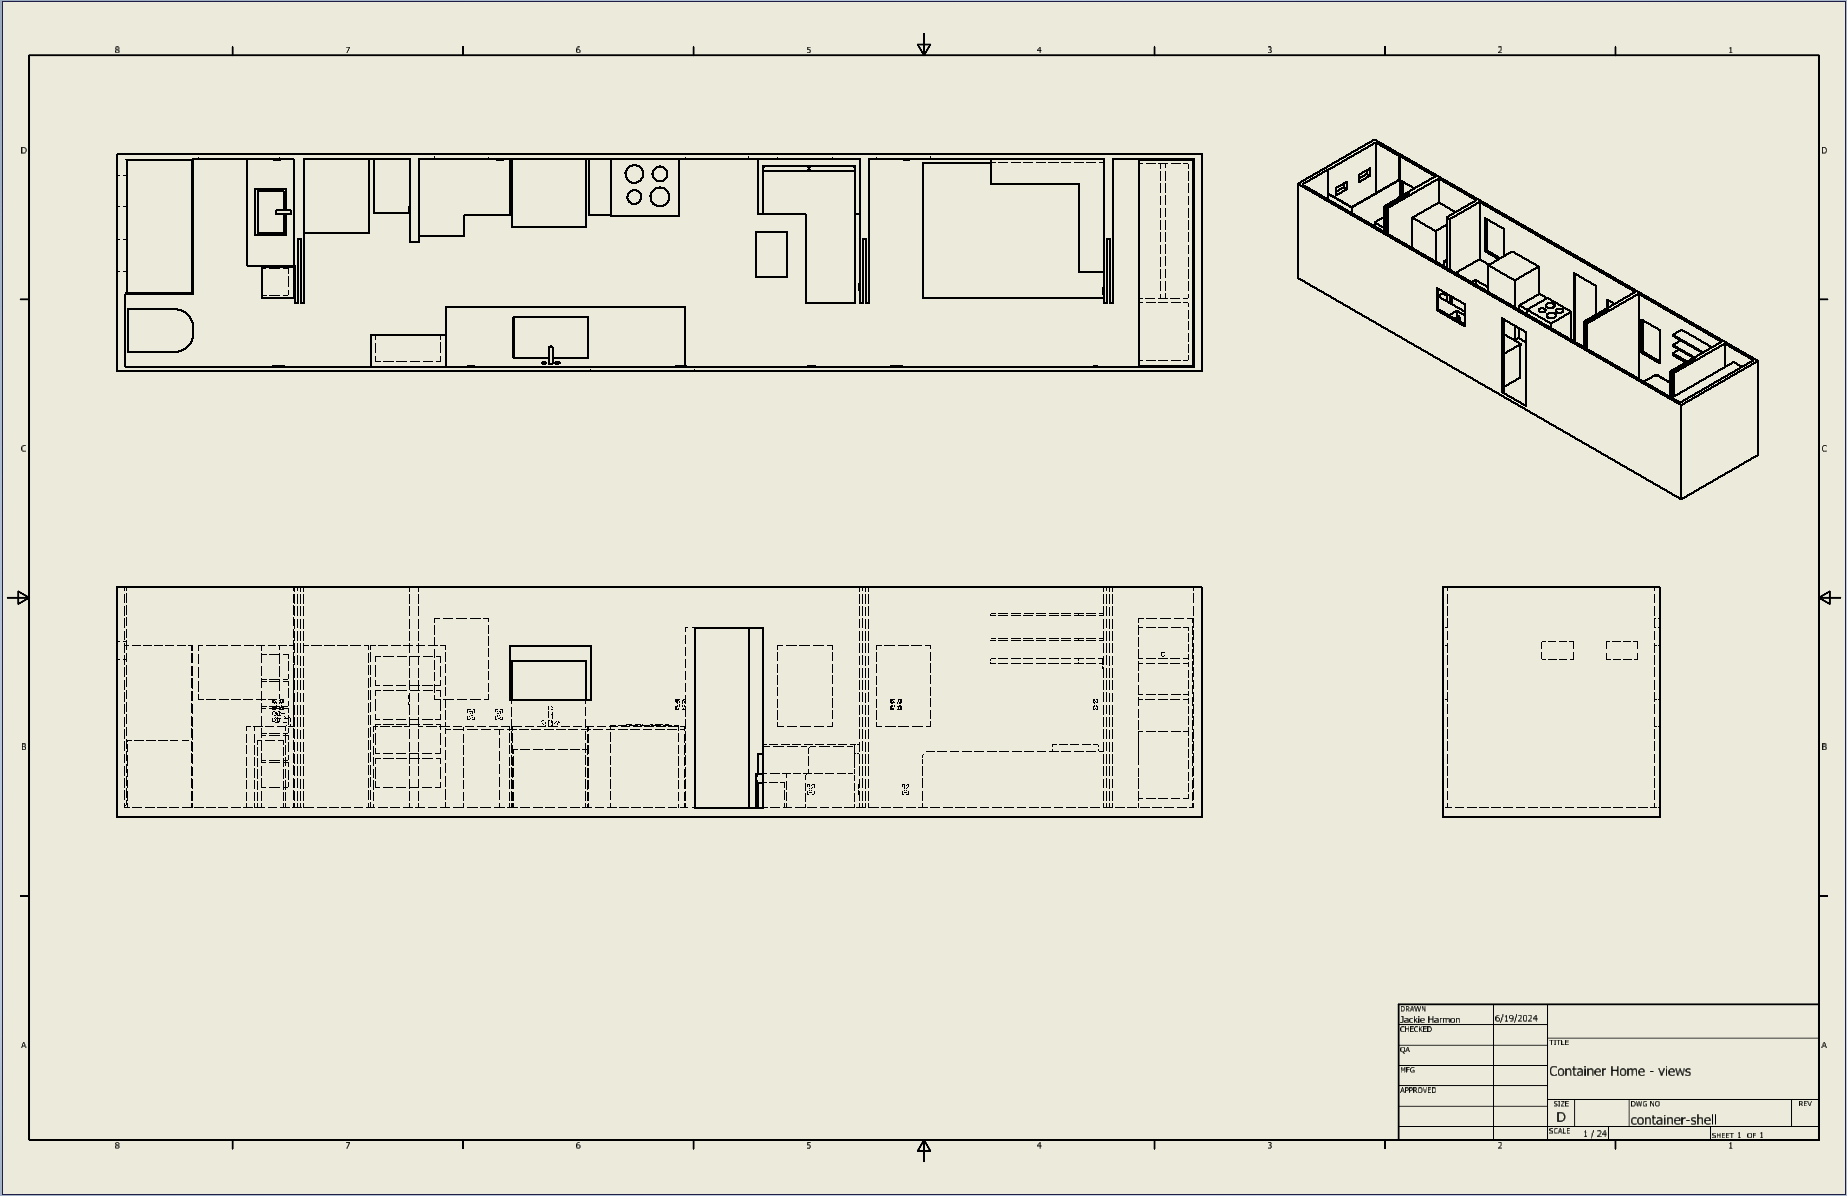 8 7 6 5 4 3 2 1
D D
C C
B B
A A
DRAWN
Jackie Harmon 6/19/2024
CHECKED
QA
MFG
APPROVED
TITLE
Container Home - views
SIZE
D
DWG NO
container-shell
REV
SCALE 1 / 24
SHEET 1 OF 1
8 7 6 5 4 3 2 1